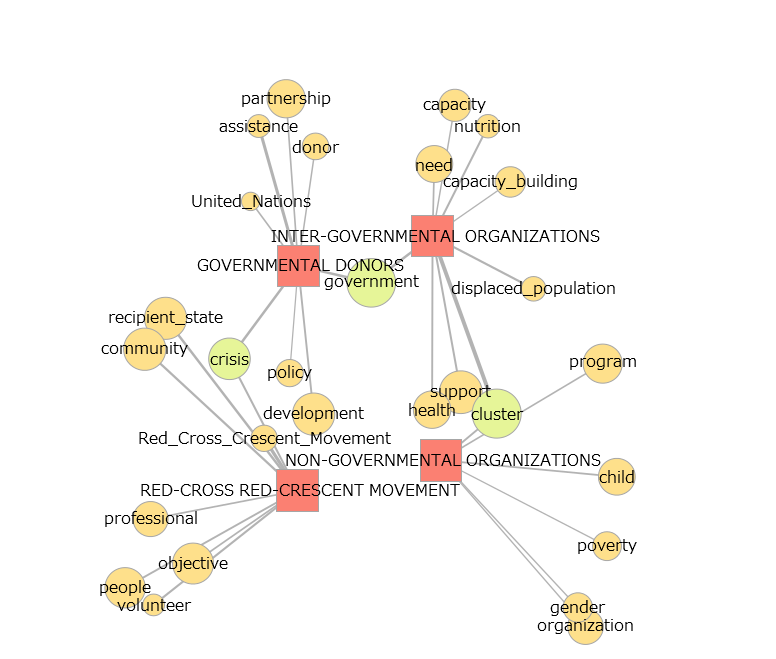 partnership
capacity
assistance
nutrition
donor
need
capacity_building
United_Nations
INTER-GOVERNMENTAL ORGANIZATIONS
GOVERNMENTAL DONORS
government
displaced_population
recipient_state
community
crisis
program
policy
support
health
cluster
development
Red_Cross_Crescent_Movement
NON-GOVERNMENTAL ORGANIZATIONS
child
RED-CROSS RED-CRESCENT MOVEMENT
professional
poverty
objective
people
volunteer
gender
organization